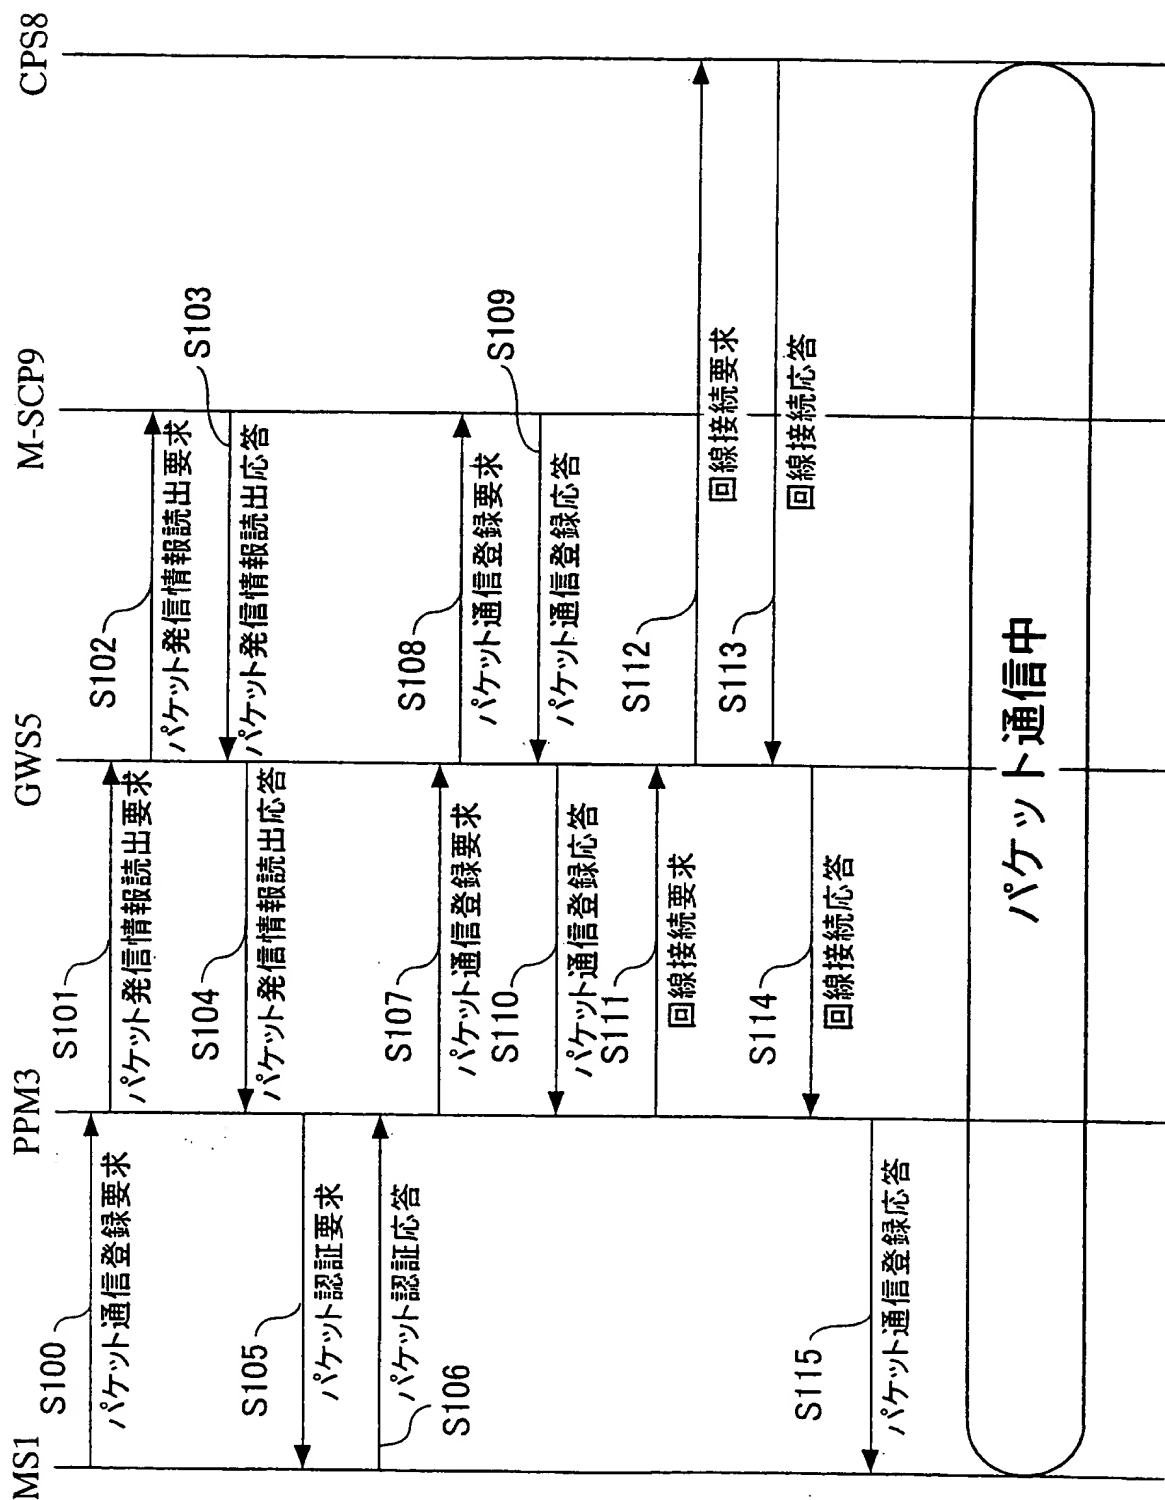 MS1
PPM3
GWS5
M-SCP9
CPS8
S100
パケット通信登録要求
S101
パケット発信情報読出要求
S102
パケット発信情報読出要求
S103
パケット発信情報読出応答
S104
パケット発信情報読出応答
S105
パケット認証要求
パケット認証応答
S106
S107
パケット通信登録要求
S108
パケット通信登録要求
S109
パケット通信登録応答
S110
パケット通信登録応答
S111
回線接続要求
S112
回線接続要求
S113
回線接続応答
S114
回線接続応答
S115
パケット通信登録応答
パケット通信中